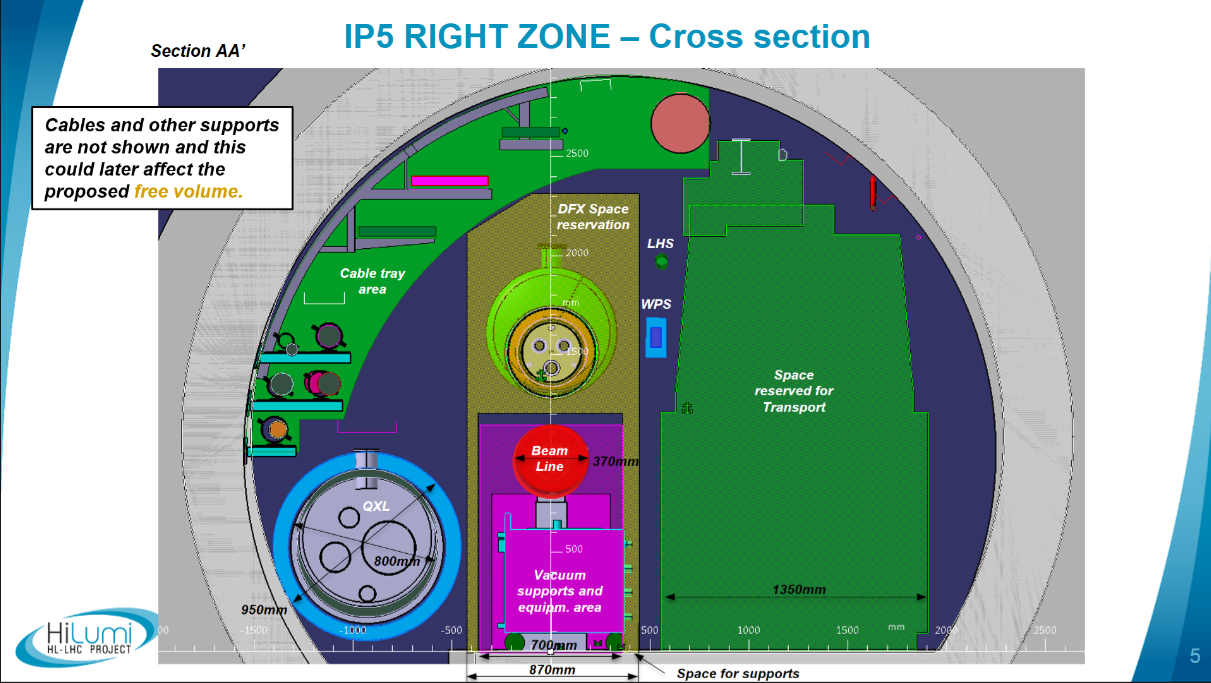 IP5 RIGHT ZONE – Cross section
Section AA’
Cables and other supports
are not shown and this
could later affect the
proposed free volume.
2500
DFX Space
reservation
LHS
2000
Cable tray
area
mm
WPS
1500
Space
reserved for
Transport
Beam
Line
370mm
QXL
500
800mm
Vacuum
supports and
equipm. area
1350mm
950mm
-1500
-1000
-500
500
1000
1500
mm
2000
2500
700mm
870mm
Space for supports
HiLumi
HL-LHC PROJECT
5